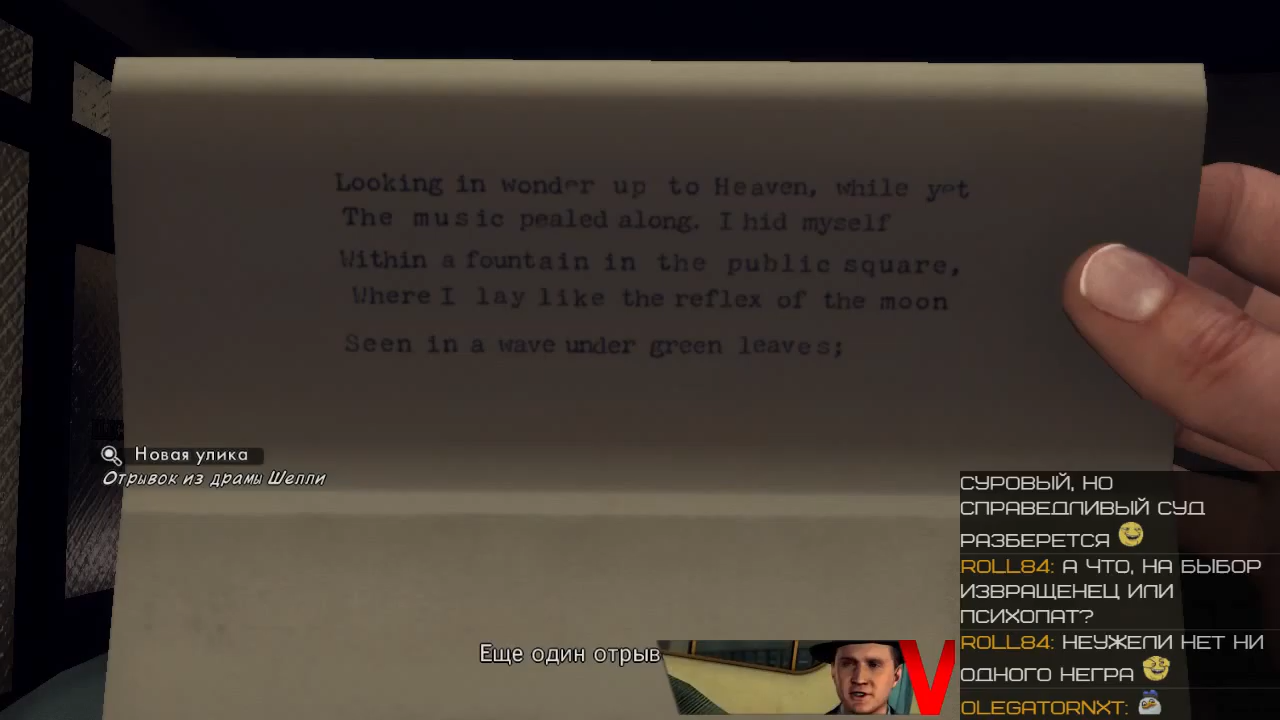 Looking in wonder up to Heaven, while yet
The music pealed along. I hid myself
Within a fountain in the public square,
Where I lay like the reflex of the moon
Seen in a wave under green leaves;
Новая улика
Отрывок из драмы Шелли
Еще один отрыв
V
СУРОВЫЙ, НО
СПРАВЕДЛИВЫЙ СУД
РАЗБЕРЕТСЯ
ROLL84: А ЧТО, НА БЫБОР
ИЗВРАЩЕНЕЦ ИЛИ
ПСИХОПАТ?
ROLL84: НЕУЖЕЛИ НЕТ НИ
ОДНОГО НЕГРА
OLEGATORNXT: